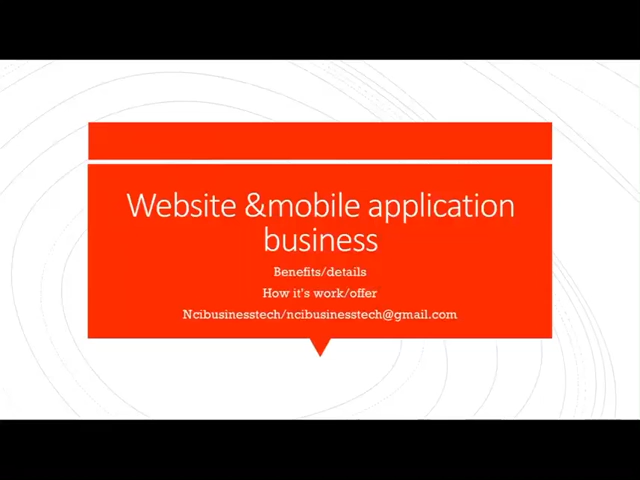 Website &mobile application
business
Benefits/details
How it's work/offer
Ncibusinesstech/ncibusinesstech@gmail.com